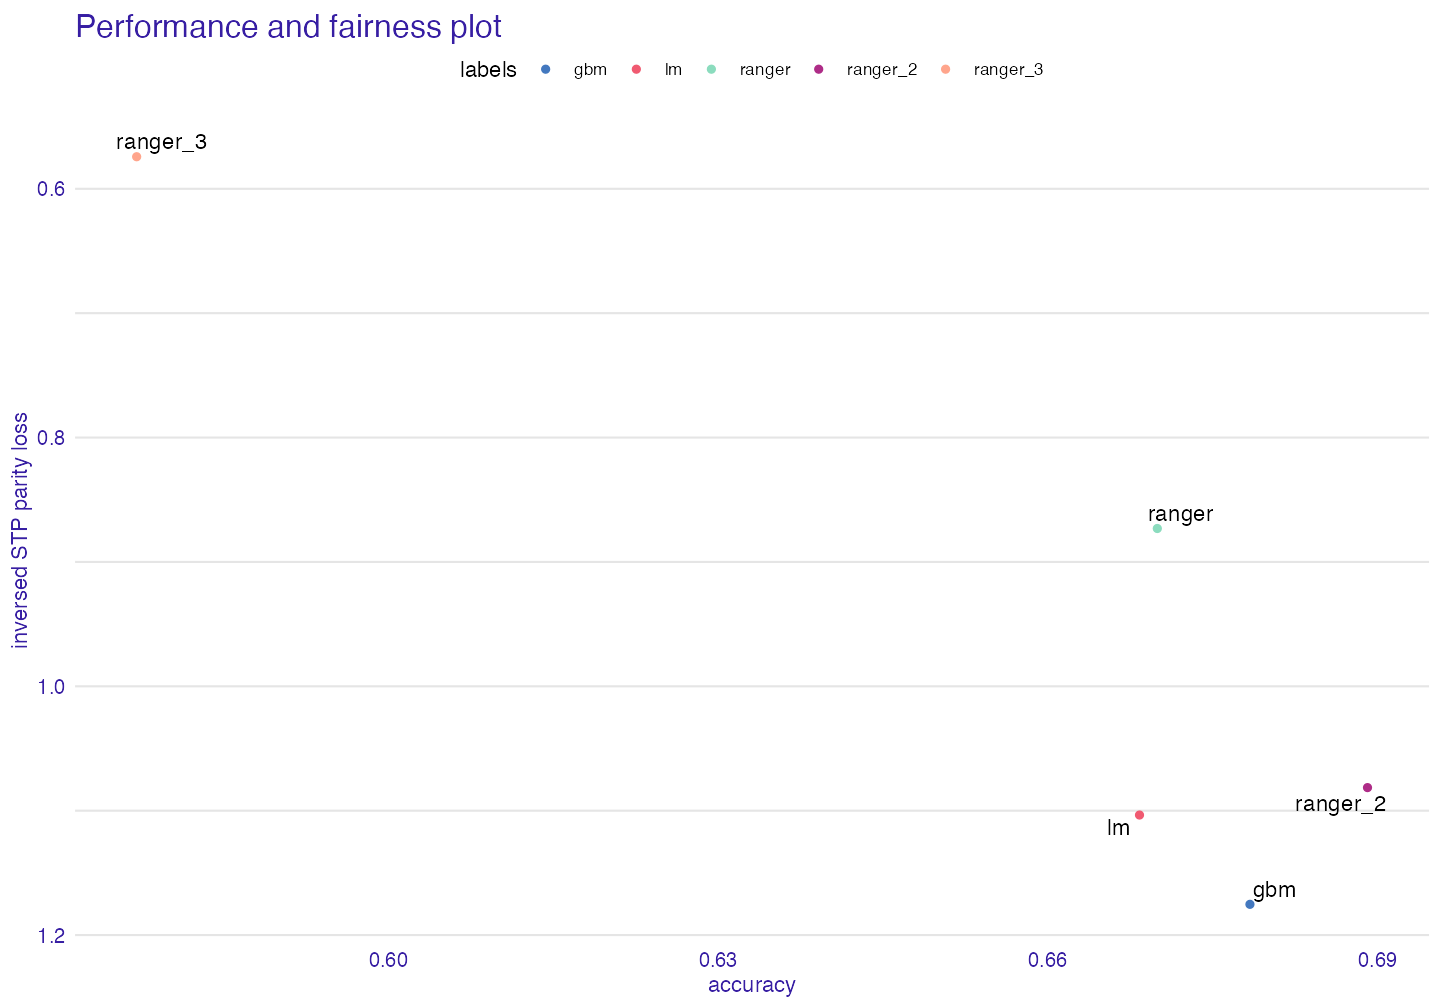 Performance and fairness plot
labels gbm lm ranger ranger_2 ranger_3
ranger_3
0.6
0.8
ranger
1.0
ranger_2
lm
gbm
1.2
inversed STP parity loss
0.60 0.63 0.66 0.69
accuracy